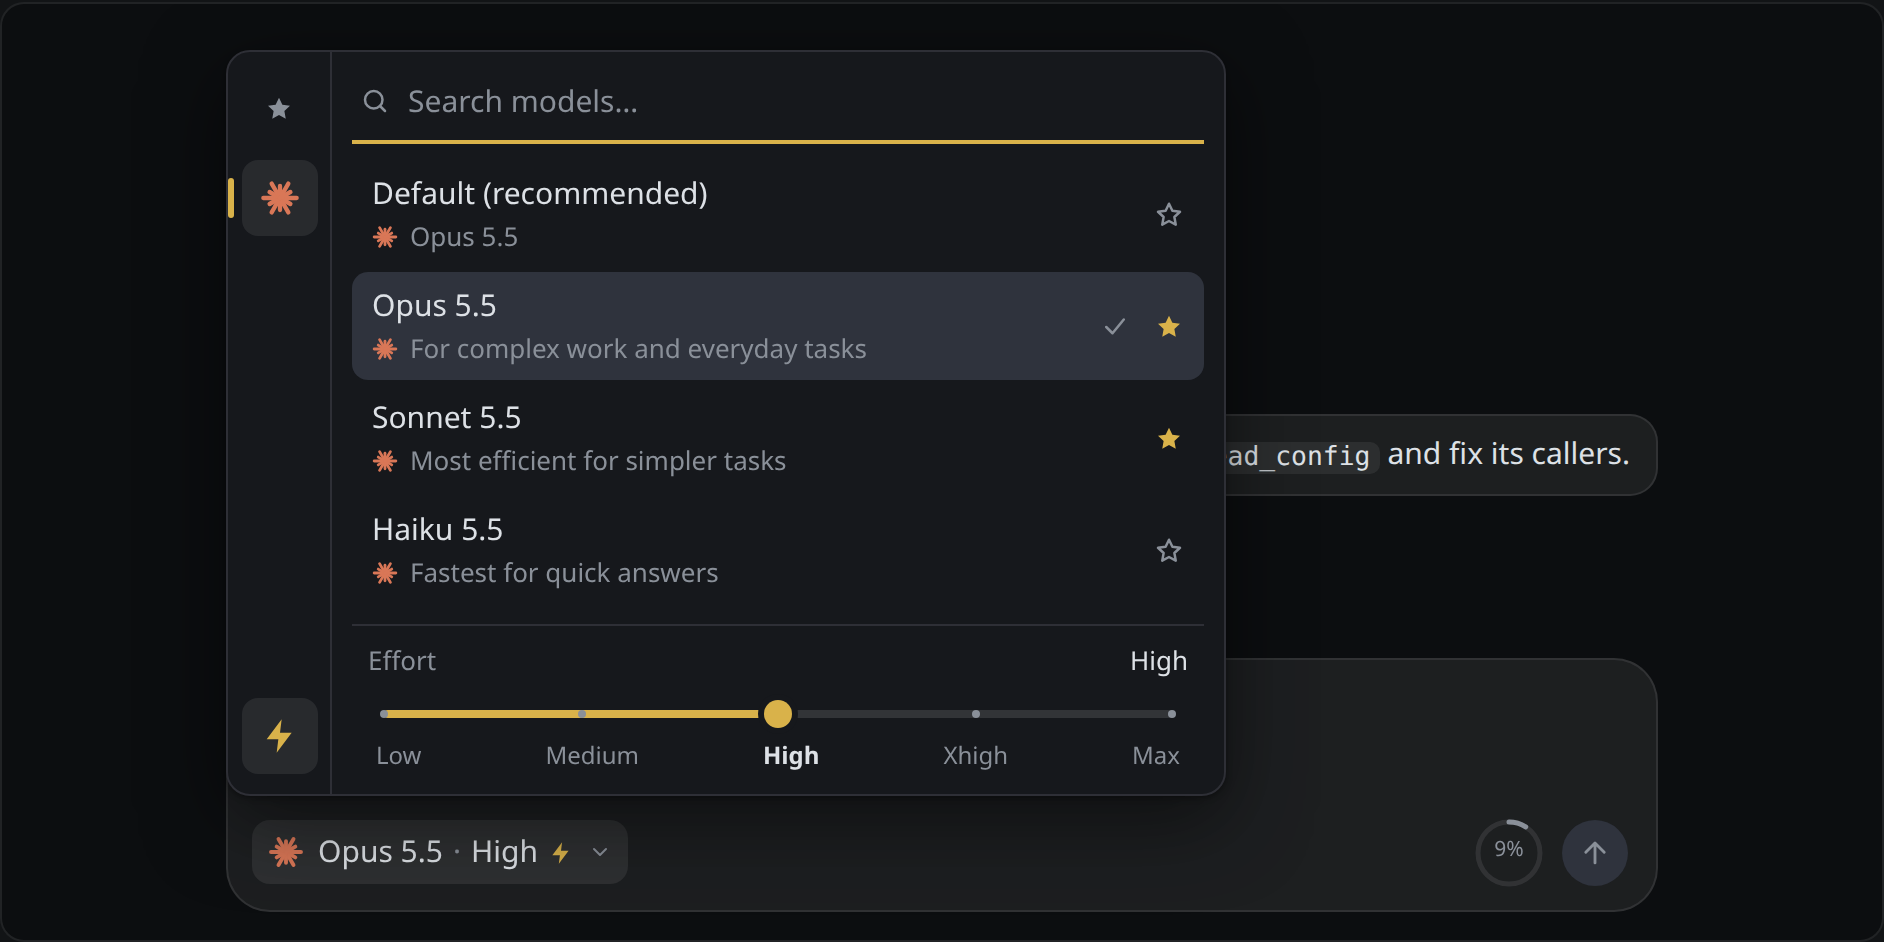 Search models...
Default (recommended)
Opus 5.5
Opus 5.5
For complex work and everyday tasks
Sonnet 5.5
Most efficient for simpler tasks
ad_config and fix its callers.
Haiku 5.5
Fastest for quick answers
Effort High
Low Medium High Xhigh Max
Opus 5.5 · High
9%